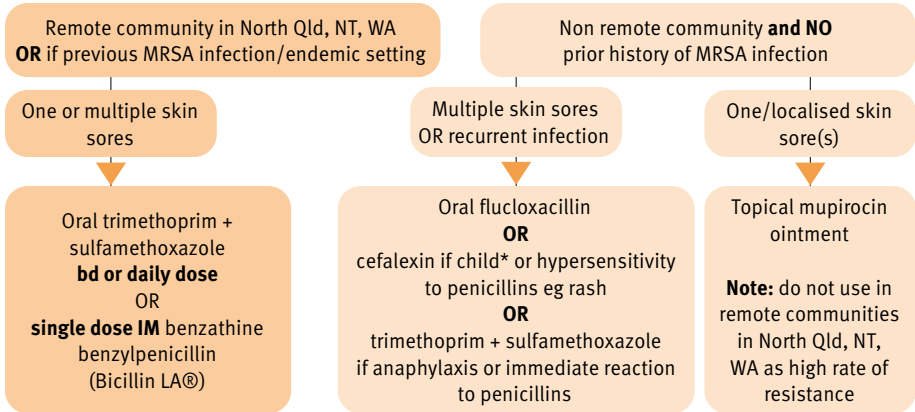 Remote community in North Qld, NT, WA
OR if previous MRSA infection/endemic setting
Non remote community and NO
prior history of MRSA infection
One or multiple skin
sores
Multiple skin sores
OR recurrent infection
One/localised skin
sore(s)
Oral trimethoprim +
sulfamethoxazole
bd or daily dose
OR
single dose IM benzathine
benzylpenicillin
(Bicillin LA®)
Oral flucloxacillin
OR
cefalexin if child* or hypersensitivity
to penicillins eg rash
OR
trimethoprim + sulfamethoxazole
if anaphylaxis or immediate reaction
to penicillins
Topical mupirocin
ointment
Note: do not use in
remote communities
in North Qld, NT,
WA as high rate of
resistance